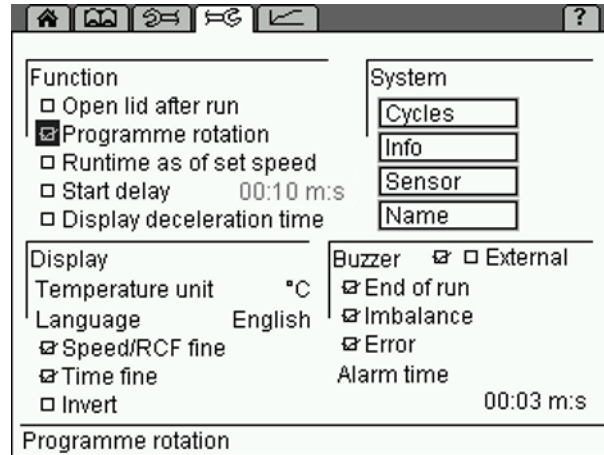 ?
Function
Open lid after run
Programme rotation
Runtime as of set speed
Start delay 00:10 m:s
Display deceleration time
System
Cycles
Info
Sensor
Name
Display
Temperature unit °C
Language English
Speed/RCF fine
Time fine
Invert
Buzzer External
End of run
Imbalance
Error
Alarm time
00:03 m:s
Programme rotation